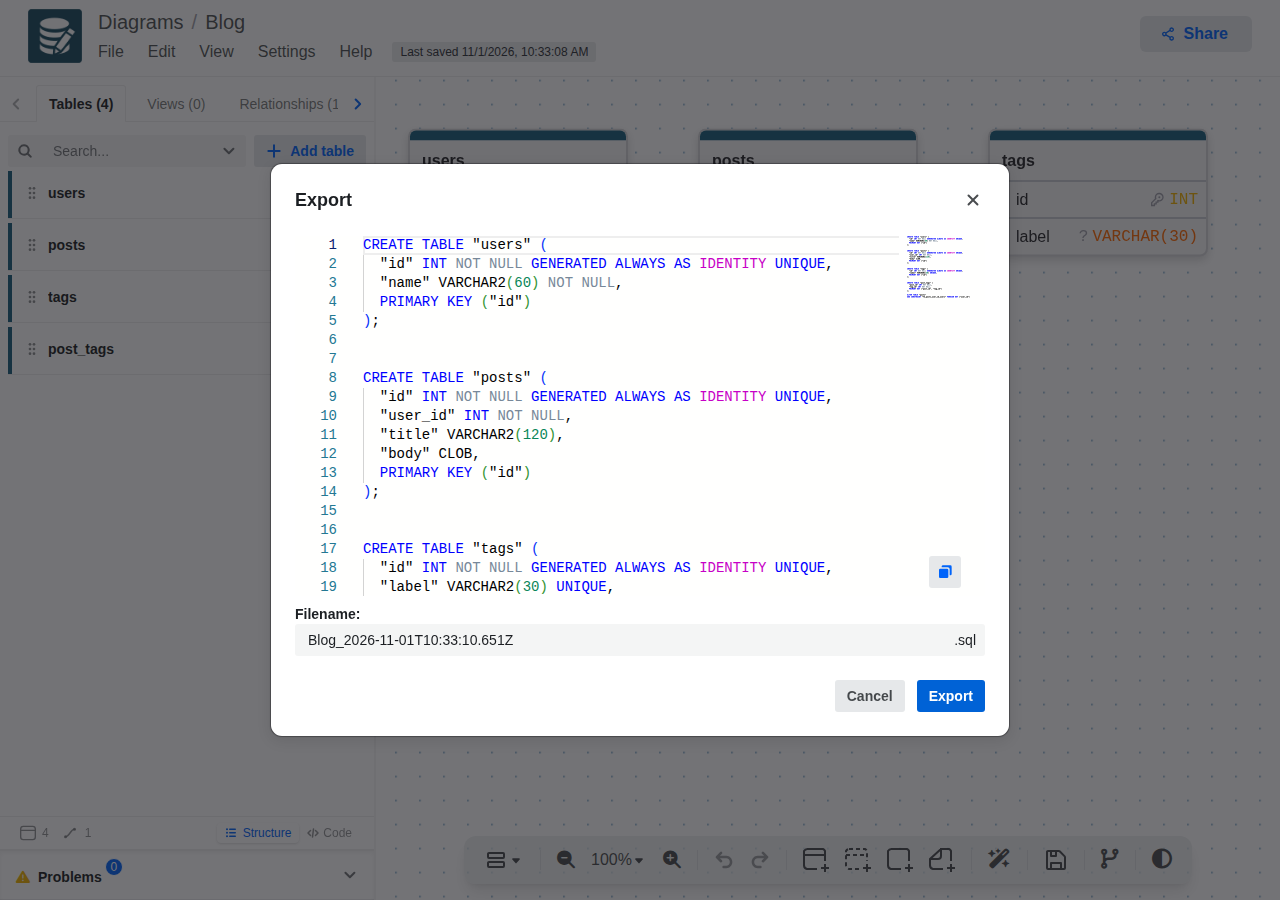 Diagrams / Blog
File Edit View Settings Help Last saved 11/1/2026, 10:33:08 AM
Share
Tables (4) Views (0) Relationships (1
Search... Add table
users
posts
tags
post_tags
users posts tags
id INT
label ? VARCHAR(30)
Export
1 CREATE TABLE "users" (
2 "id" INT NOT NULL GENERATED ALWAYS AS IDENTITY UNIQUE,
3 "name" VARCHAR2(60) NOT NULL,
4 PRIMARY KEY ("id")
5 );
6
7
8 CREATE TABLE "posts" (
9 "id" INT NOT NULL GENERATED ALWAYS AS IDENTITY UNIQUE,
10 "user_id" INT NOT NULL,
11 "title" VARCHAR2(120),
12 "body" CLOB,
13 PRIMARY KEY ("id")
14 );
15
16
17 CREATE TABLE "tags" (
18 "id" INT NOT NULL GENERATED ALWAYS AS IDENTITY UNIQUE,
19 "label" VARCHAR2(30) UNIQUE,
Filename:
Blog_2026-11-01T10:33:10.651Z .sql
Cancel Export
4 1 Structure Code
Problems 0
100%